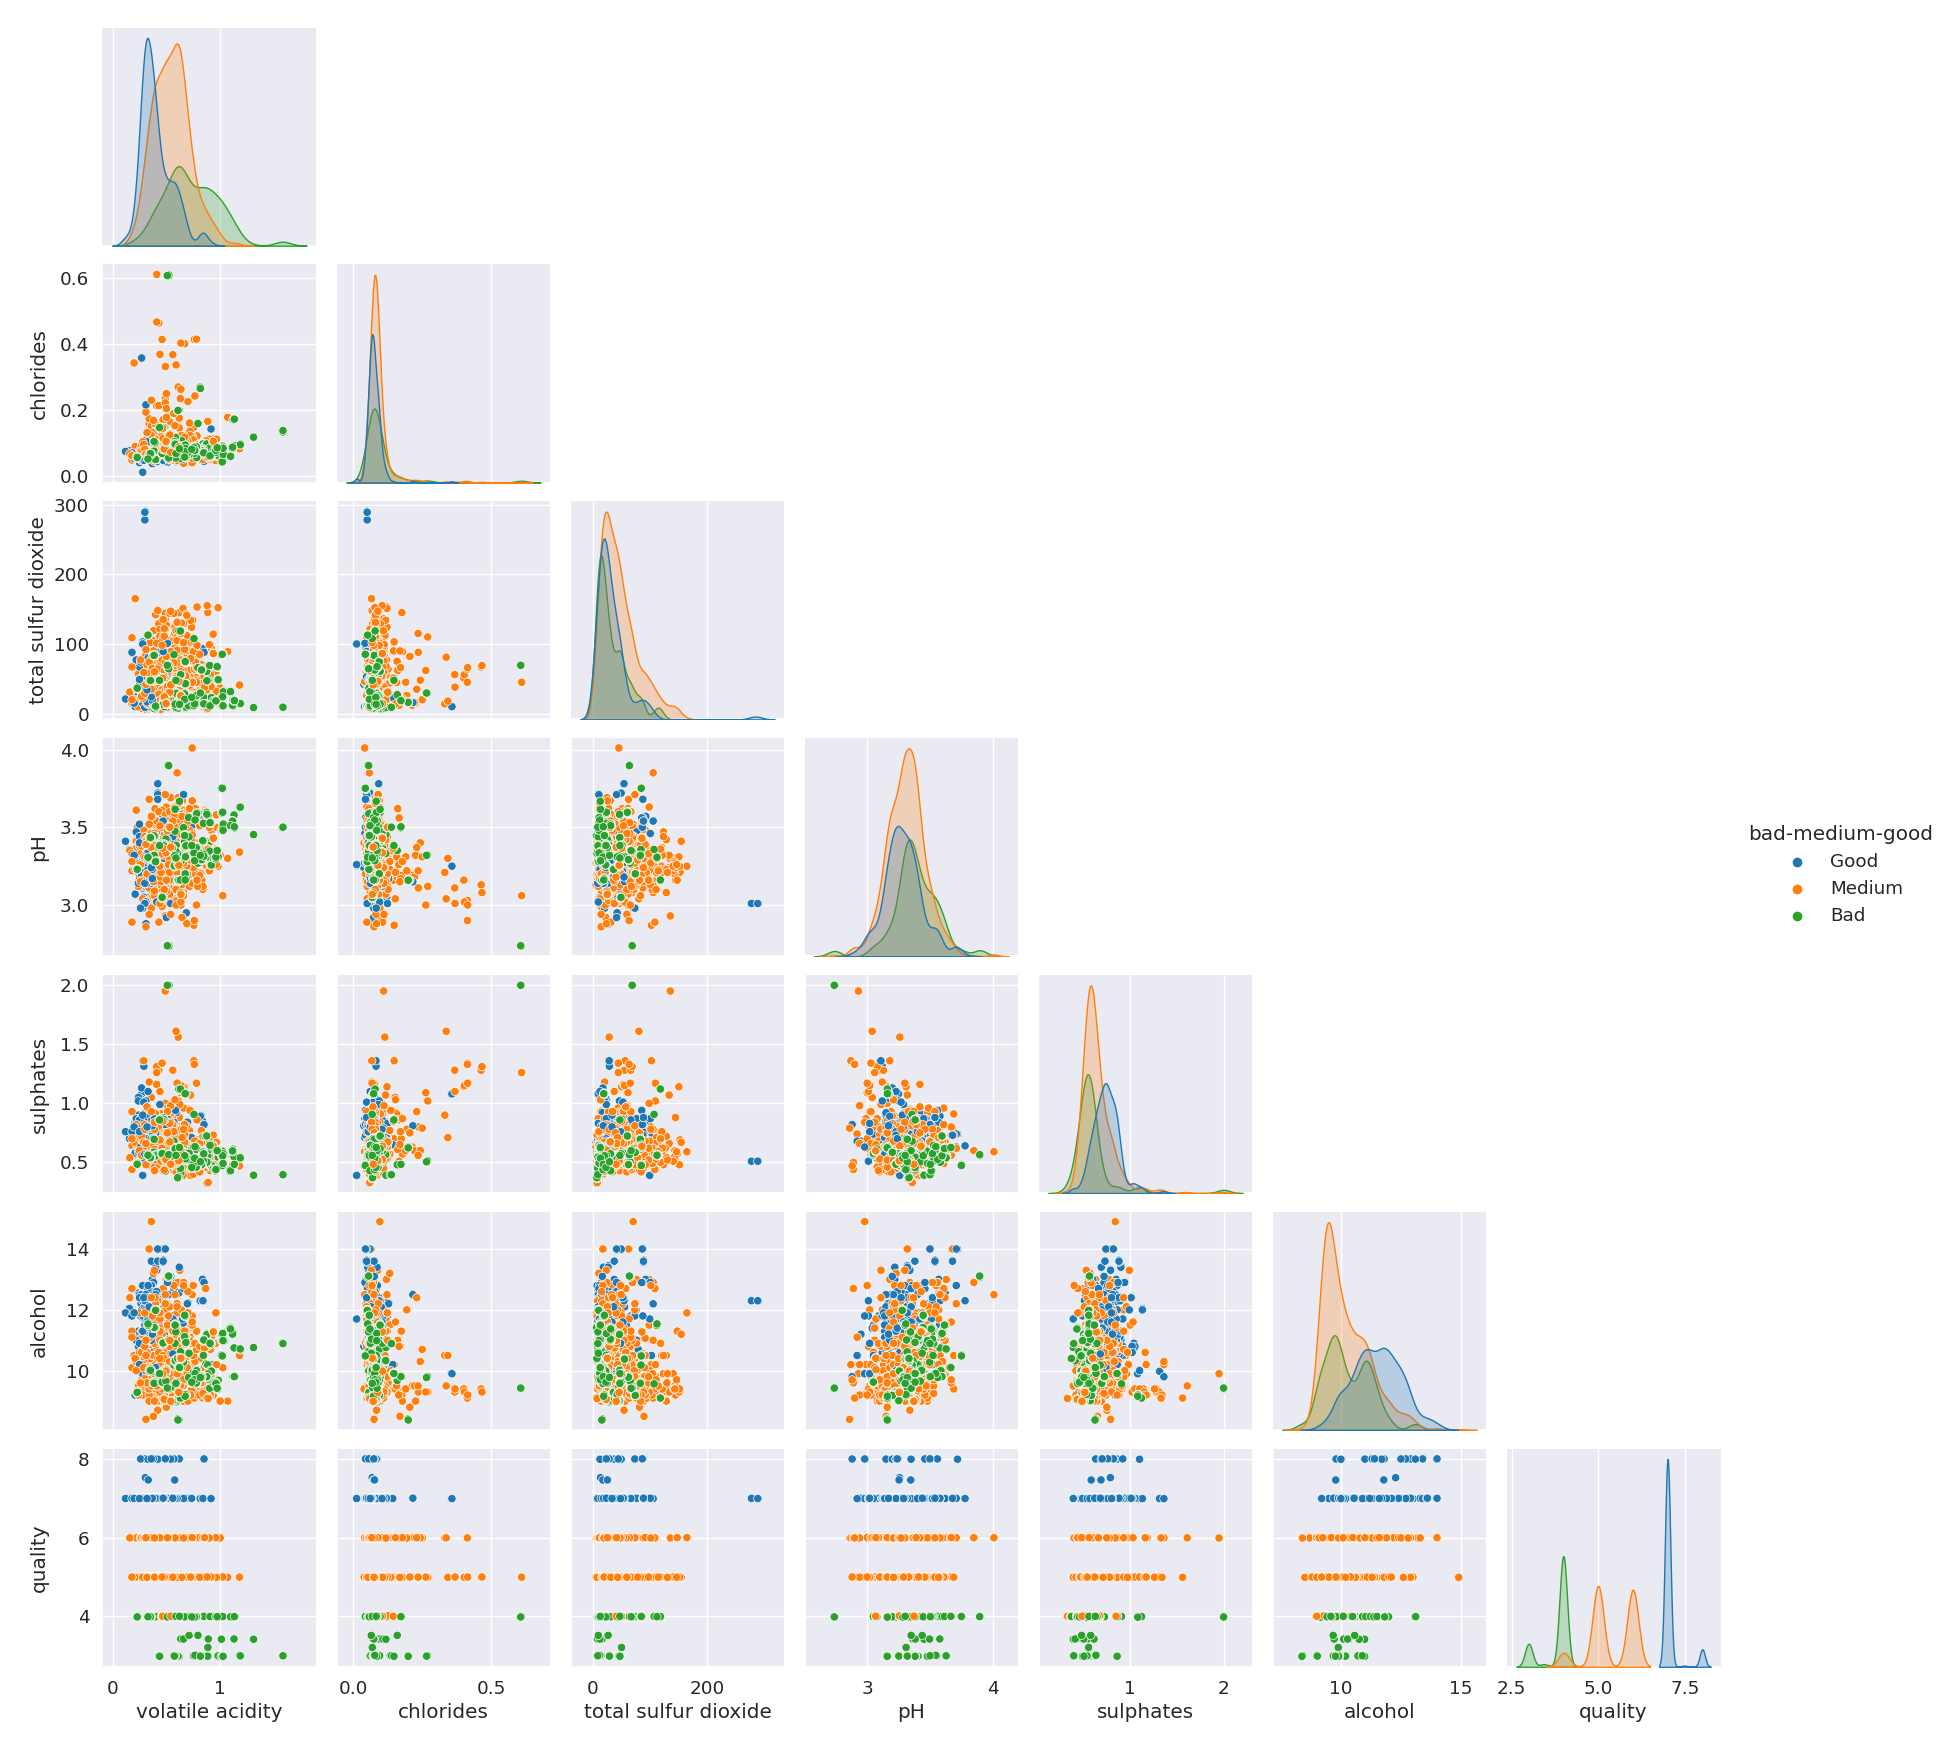 0.6
0.4
0.2
0.0
chlorides
300
200
100
0
total sulfur dioxide
4.0
3.5
3.0
pH
bad-medium-good
Good
Medium
Bad
2.0
1.5
1.0
0.5
sulphates
14
12
10
alcohol
8
6
4
quality
0 1 0.0 0.5 0 200 3 4 1 2 10 15 2.5 5.0 7.5
volatile acidity chlorides total sulfur dioxide pH sulphates alcohol quality